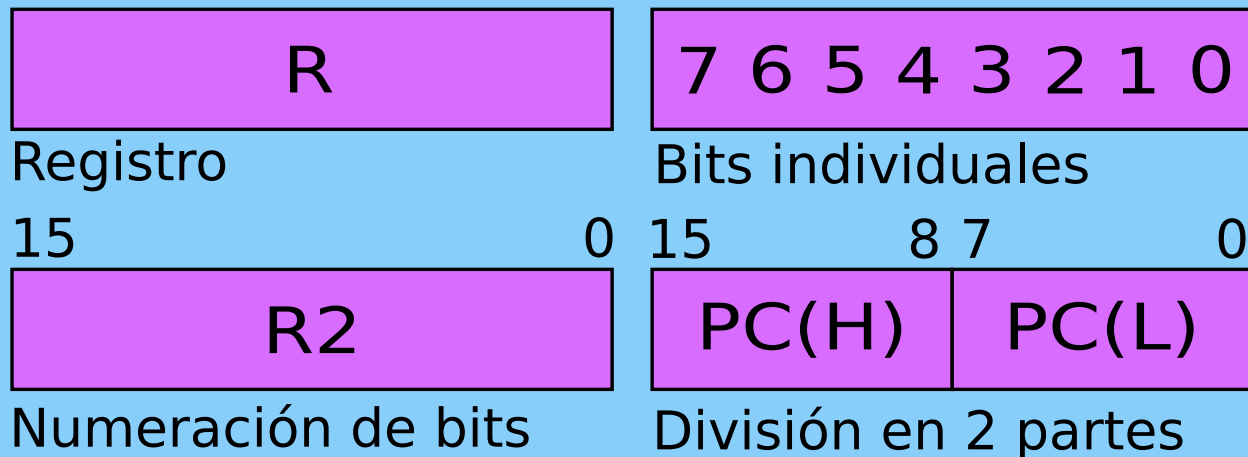 R
7 6 5 4 3 2 1 0
Registro
Bits individuales
15 0
15 8 7 0
R2
PC(H) PC(L)
Numeración de bits
División en 2 partes